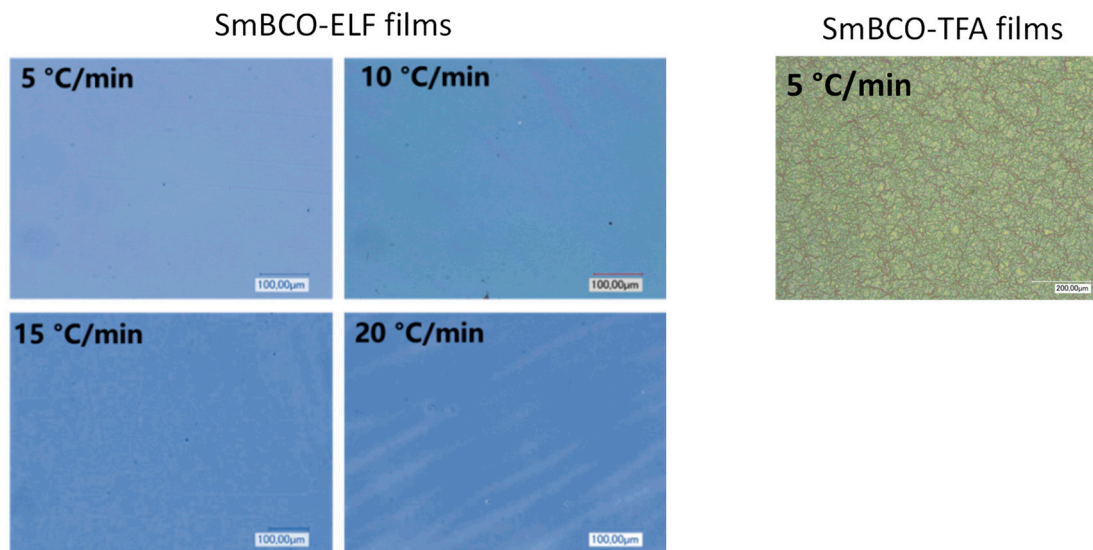 SmBCO-ELF films
SmBCO-TFA films
5 °C/min
10 °C/min
5 °C/min
100,00µm
100,00µm
200,00µm
15 °C/min
20 °C/min
100,00µm
100,00µm